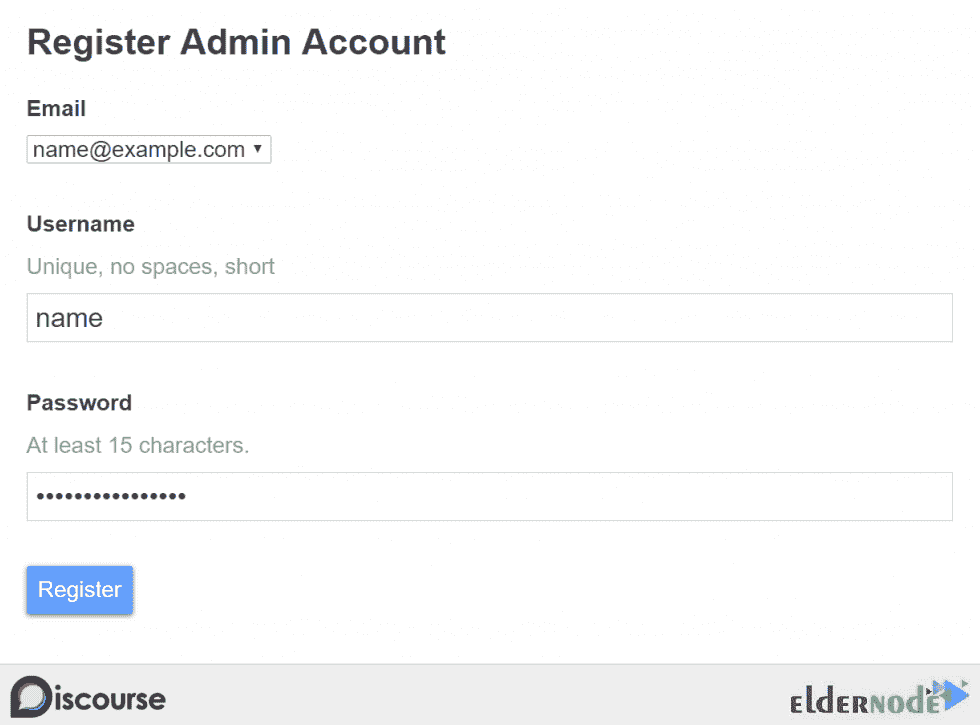 Register Admin Account
Email
name@example.com
Username
Unique, no spaces, short
name
Password
At least 15 characters.
••••••••••••••••
Register
Discourse
eldernode